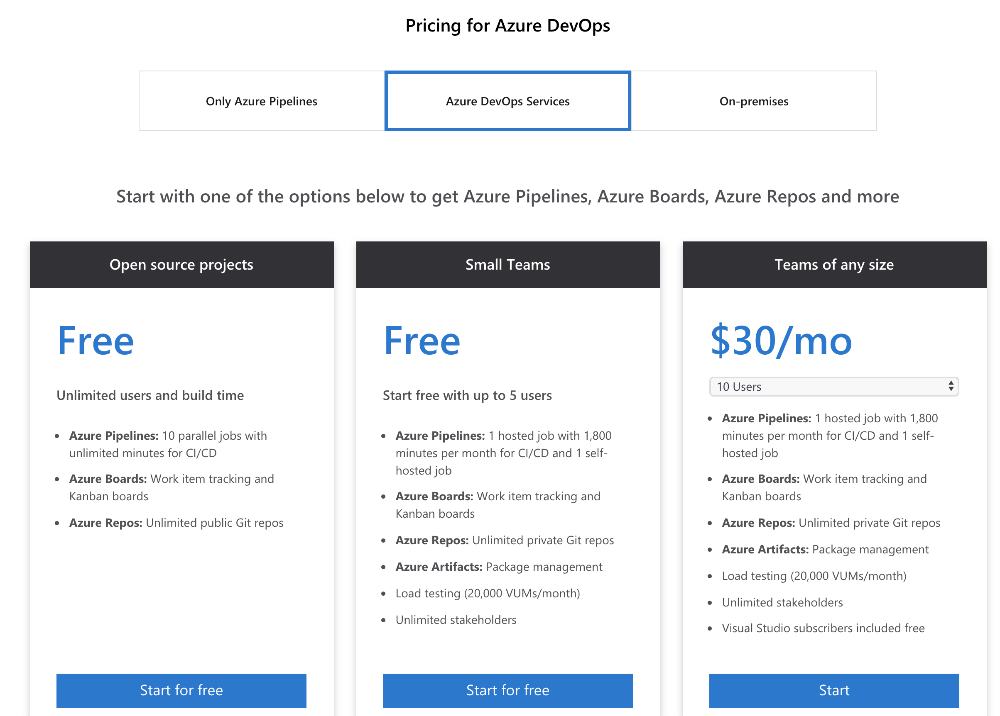 Pricing for Azure DevOps
Only Azure Pipelines
Azure DevOps Services
On-premises
Start with one of the options below to get Azure Pipelines, Azure Boards, Azure Repos and more
Open source projects
Free
Unlimited users and build time
• Azure Pipelines: 10 parallel jobs with
unlimited minutes for CI/CD
• Azure Boards: Work item tracking and
Kanban boards
• Azure Repos: Unlimited public Git repos
Start for free
Small Teams
Free
Start free with up to 5 users
• Azure Pipelines: 1 hosted job with 1,800
minutes per month for CI/CD and 1 self-
hosted job
• Azure Boards: Work item tracking and
Kanban boards
• Azure Repos: Unlimited private Git repos
• Azure Artifacts: Package management
• Load testing (20,000 VUMs/month)
• Unlimited stakeholders
Start for free
Teams of any size
$30/mo
10 Users
• Azure Pipelines: 1 hosted job with 1,800
minutes per month for CI/CD and 1 self-
hosted job
• Azure Boards: Work item tracking and
Kanban boards
• Azure Repos: Unlimited private Git repos
• Azure Artifacts: Package management
• Load testing (20,000 VUMs/month)
• Unlimited stakeholders
• Visual Studio subscribers included free
Start